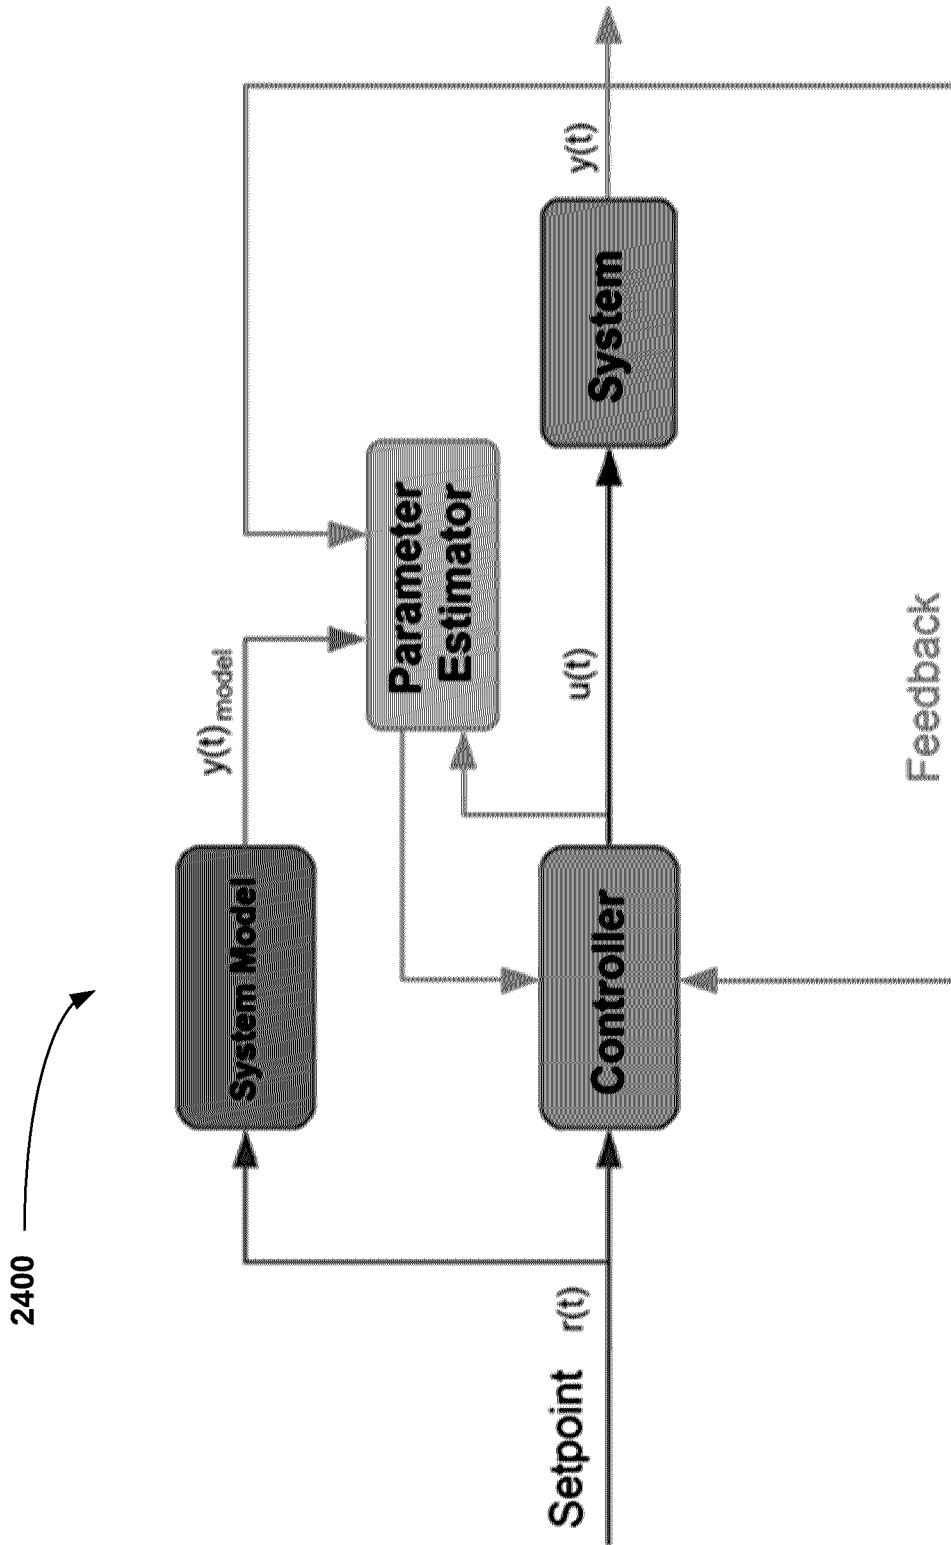 2400
System Model
y(t)model
Parameter
Estimator
Setpoint
r(t)
Controller
u(t)
System
y(t)
Feedback